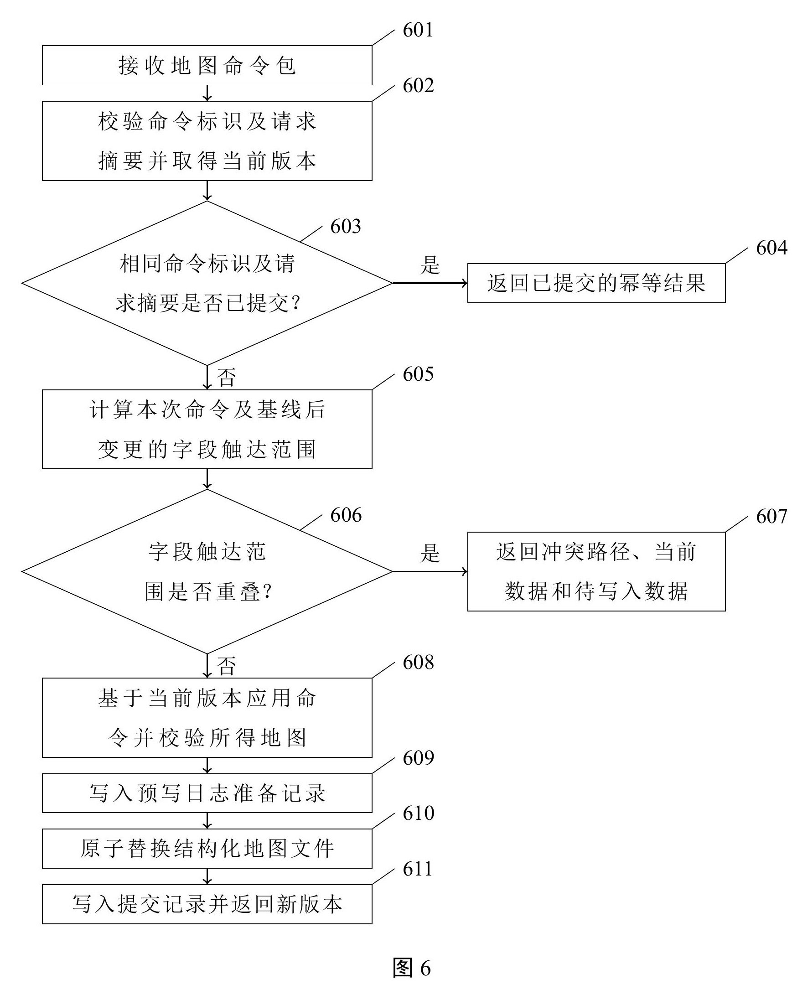 601
接收地图命令包
602
校验命令标识及请求
摘要并取得当前版本
603
相同命令标识及请
求摘要是否已提交？
是
604
返回已提交的幂等结果
否
605
计算本次命令及基线后
变更的字段触达范围
606
字段触达范
围是否重叠？
是
607
返回冲突路径、当前
数据和待写入数据
否
608
基于当前版本应用命
令并校验所得地图
609
写入预写日志准备记录
610
原子替换结构化地图文件
611
写入提交记录并返回新版本
图 6